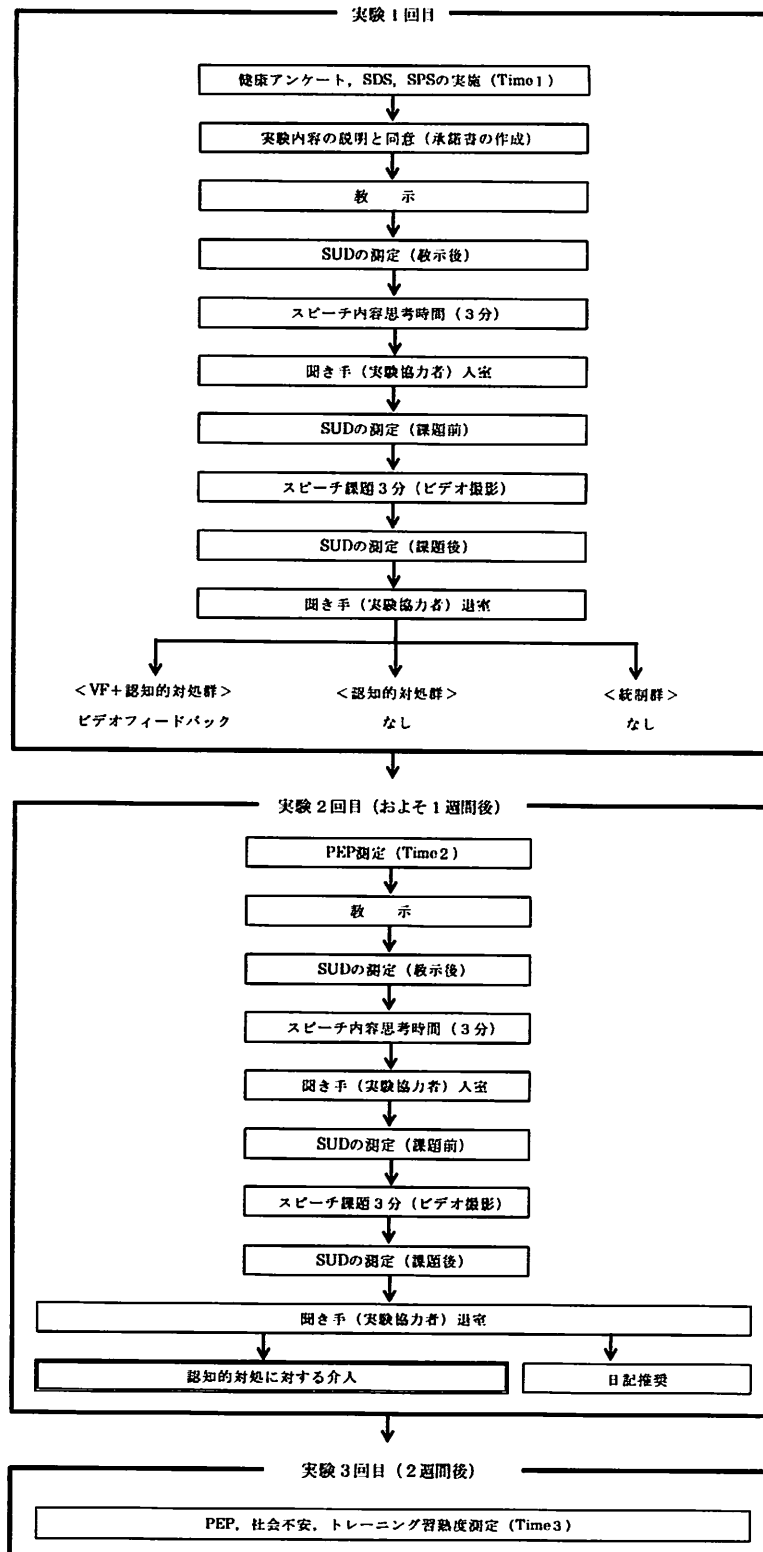 実験1回目
健康アンケート，SDS，SPSの実施（Time1）
実験内容の説明と同意（承諾書の作成）
教　示
SUDの測定（教示後）
スピーチ内容思考時間（3分）
聞き手（実験協力者）入室
SUDの測定（課題前）
スピーチ課題3分（ビデオ撮影）
SUDの測定（課題後）
聞き手（実験協力者）退室
＜VF+認知的対処群＞
ビデオフィードバック
＜認知的対処群＞
なし
＜統制群＞
なし
実験2回目（およそ1週間後）
PEP測定（Time2）
教　示
SUDの測定（教示後）
スピーチ内容思考時間（3分）
聞き手（実験協力者）入室
SUDの測定（課題前）
スピーチ課題3分（ビデオ撮影）
SUDの測定（課題後）
聞き手（実験協力者）退室
認知的対処に対する介入
日記推奨
実験3回目（2週間後）
PEP，社会不安，トレーニング習熟度測定（Time3）